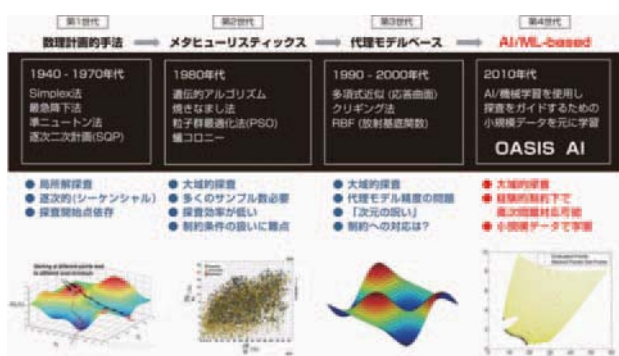 第1世代
第2世代
第3世代
第4世代
数理計画的手法
メタヒューリスティックス
代理モデルベース
AI/ML-based
1940 - 1970年代
Simplex法
最急降下法
準ニュートン法
逐次二次計画(SQP)
1980年代
遺伝的アルゴリズム
焼きなまし法
粒子群最適化法(PSO)
蟻コロニー
1990 - 2000年代
多項式近似 (応答曲面)
クリギング法
RBF (放射基底関数)
2010年代
AI/機械学習を使用し
探査をガイドするための
小規模データを元に学習
OASIS AI
● 局所解探査
● 逐次的(シーケンシャル)
● 探査開始点依存
● 大域的探査
● 多くのサンプル数必要
● 探査効率が低い
● 制約条件の扱いに難点
● 大域的探査
● 代理モデル精度の問題
● 「次元の呪い」
● 制約への対応は?
● 大域的探査
● 経験的制約下で
高次問題対応可能
● 小規模データで学習
Starting at different points lead
to different local minimum